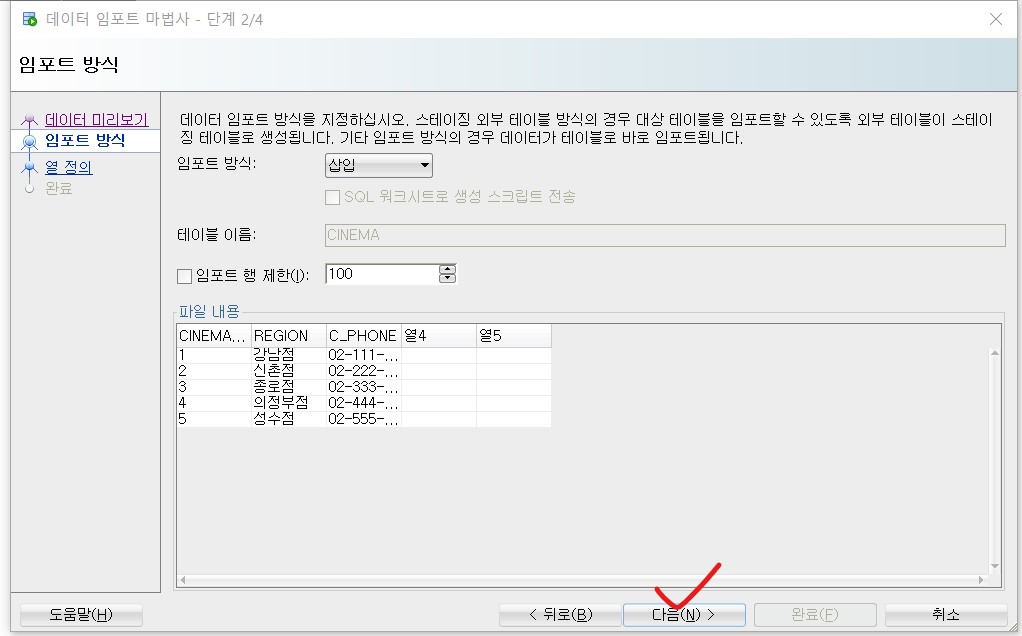 데이터 임포트 마법사 - 단계 2/4
임포트 방식
데이터 미리보기
임포트 방식
열 정의
완료
데이터 임포트 방식을 지정하십시오. 스테이징 외부 테이블 방식의 경우 대상 테이블을 임포트할 수 있도록 외부 테이블이 스테이
징 테이블로 생성됩니다. 기타 임포트 방식의 경우 데이터가 테이블로 바로 임포트됩니다.
임포트 방식: 삽입
SQL 워크시트로 생성 스크립트 전송
테이블 이름: CINEMA
임포트 행 제한(I): 100
파일 내용
CINEMA... REGION C_PHONE 열4 열5
1 강남점 02-111-...
2 신촌점 02-222-...
3 종로점 02-333-...
4 의정부점 02-444-...
5 성수점 02-555-...
도움말(H) < 뒤로(B) 다음(N) > 완료(F) 취소